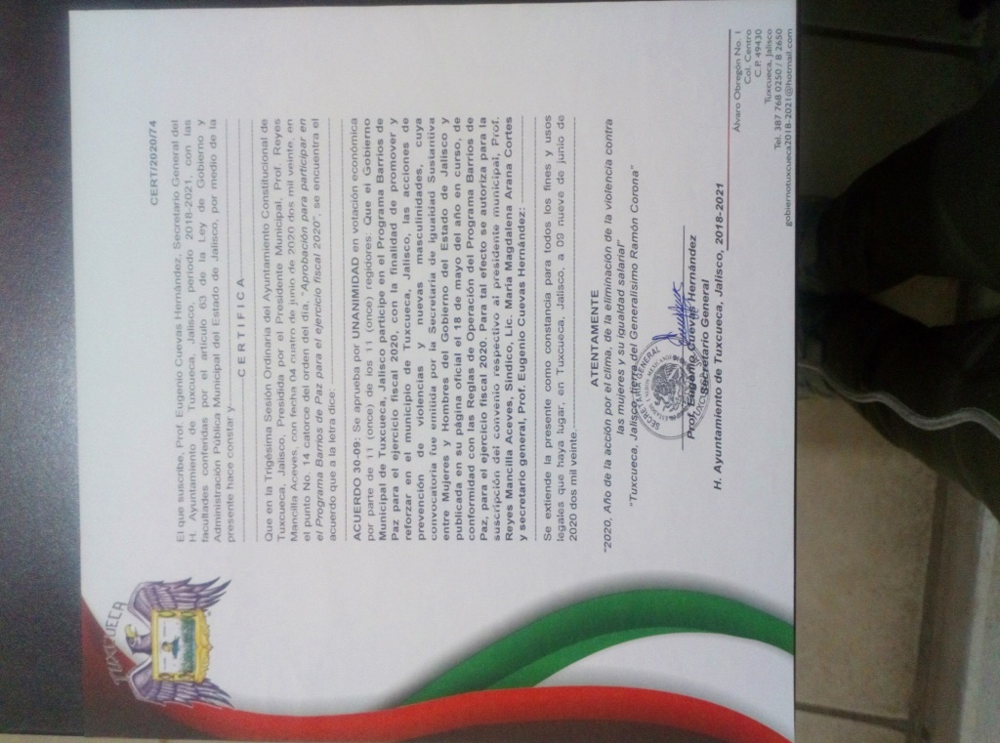 TUXCUECA
CERT/2020/74
El que suscribe, Prof. Eugenio Cuevas Hernández, Secretario General del
H. Ayuntamiento de Tuxcueca, Jalisco, periodo 2018-2021, con las
facultades conferidas por el artículo 63 de la Ley de Gobierno y
Administración Pública Municipal del Estado de Jalisco, por medio de la
presente hace constar y
C E R T I F I C A
Que en la Trigésima Sesión Ordinaria del Ayuntamiento Constitucional de
Tuxcueca, Jalisco, Presidida por el Presidente Municipal, Prof. Reyes
Mancilla Aceves, con fecha 04 cuatro de junio de 2020 dos mil veinte, en
el punto No. 14 catorce del orden del día, "Aprobación para participar en
el Programa Barrios de Paz para el ejercicio fiscal 2020", se encuentra el
acuerdo que a la letra dice:
ACUERDO 30-09: Se aprueba por UNANIMIDAD en votación económica
por parte de 11 (once) de los 11 (once) regidores: Que el Gobierno
Municipal de Tuxcueca, Jalisco participe en el Programa Barrios de
Paz para el ejercicio fiscal 2020, con la finalidad de promover y
reforzar en el municipio de Tuxcueca, Jalisco, las acciones de
prevención de violencias y nuevas masculinidades, cuya
convocatoria fue emitida por la Secretaría de igualdad Sustantiva
entre Mujeres y Hombres del Gobierno del Estado de Jalisco y
publicada en su página oficial el 18 de mayo del año en curso, de
conformidad con las Reglas de Operación del Programa Barrios de
Paz, para el ejercicio fiscal 2020. Para tal efecto se autoriza para la
suscripción del convenio respectivo al presidente municipal, Prof.
Reyes Mancilla Aceves, Síndico, Lic. María Magdalena Arana Cortes
y secretario general, Prof. Eugenio Cuevas Hernández:
Se extiende la presente como constancia para todos los fines y usos
legales que haya lugar, en Tuxcueca, Jalisco, a 09 nueve de junio de
2020 dos mil veinte.
ATENTAMENTE
"2020, Año de la acción por el clima, de la eliminación de la violencia contra
las mujeres y su igualdad salarial"
"Tuxcueca, Jalisco, tierra del Generalísimo Ramón Corona"
SECRETARIA GENERAL
Prof. Eugenio Cuevas Hernández
Secretario General
H. Ayuntamiento de Tuxcueca, Jalisco, 2018-2021
Álvaro Obregón No. 1
Col. Centro
C.P. 49430
Tuxcueca, Jalisco
Tel. 387 768 0250 / 8 2650
gobiernotuxcueca2018-2021@hotmail.com